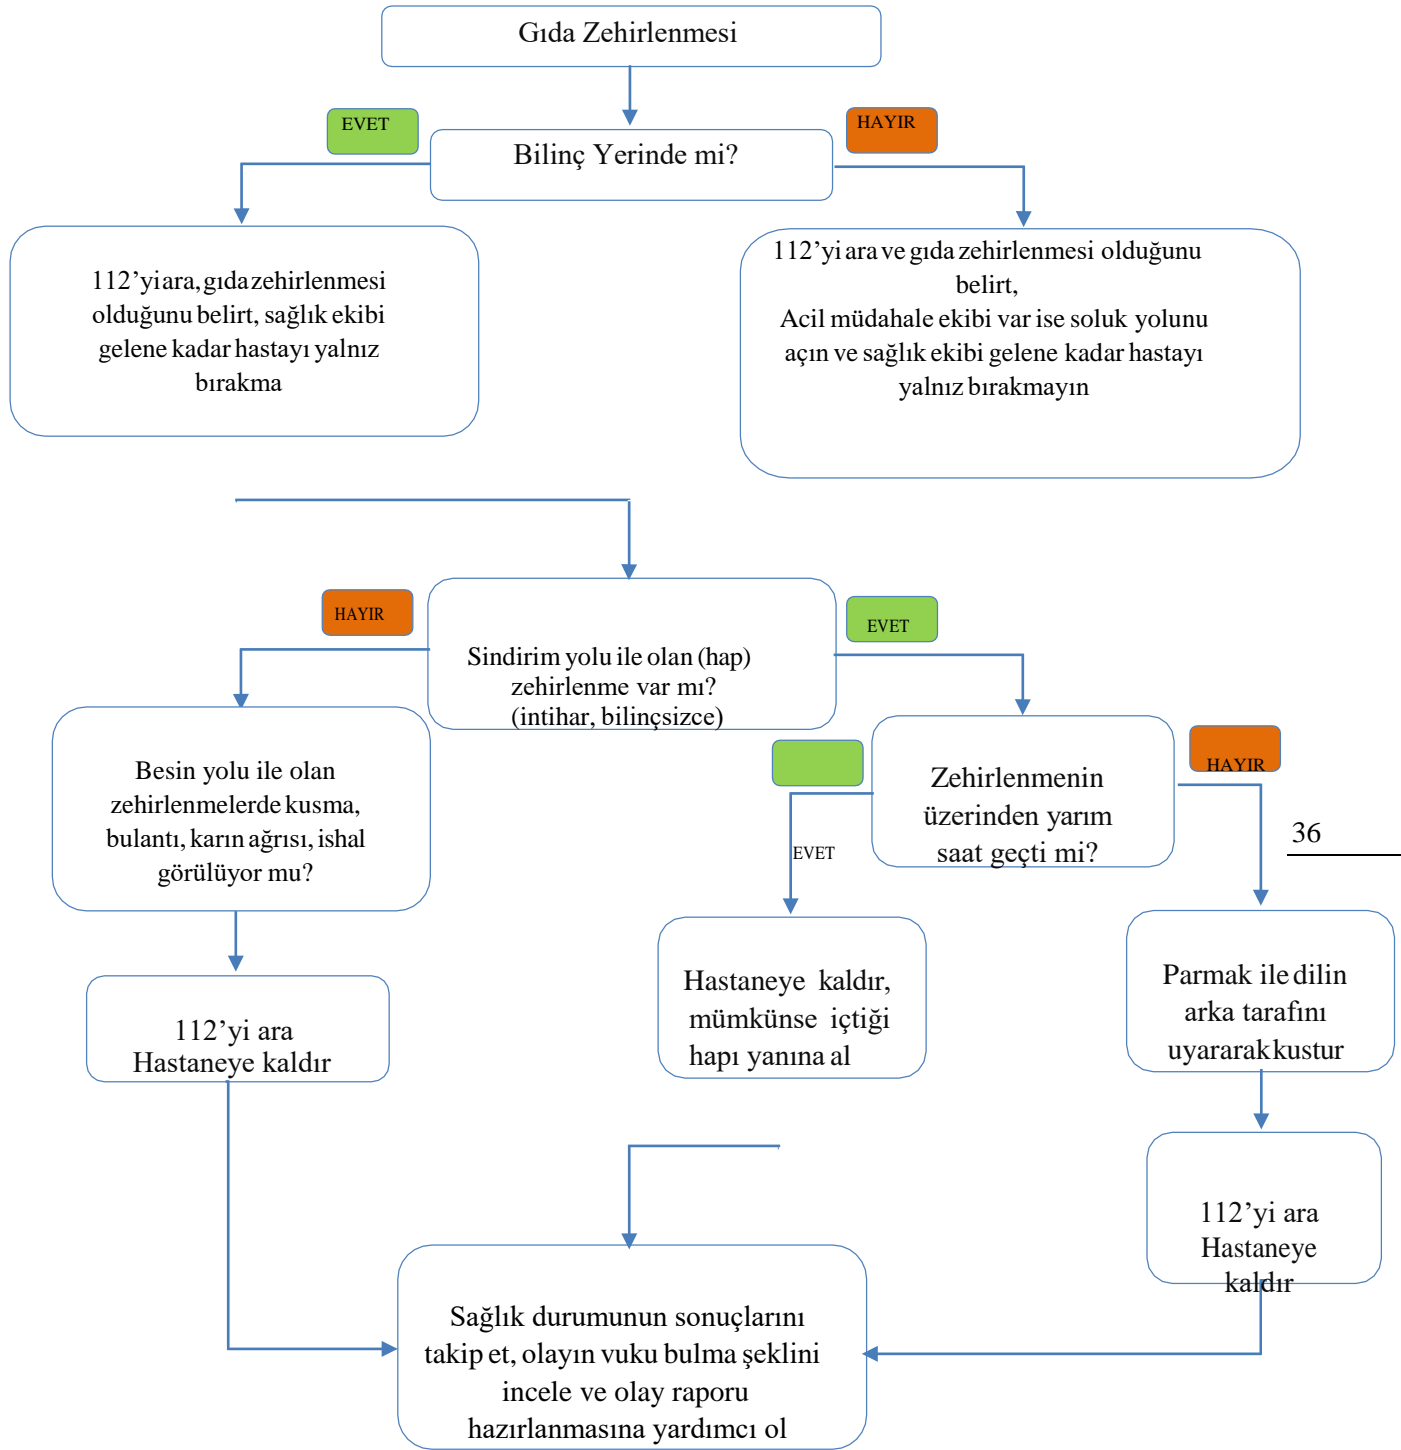 Gıda Zehirlenmesi
EVET
HAYIR
Bilinç Yerinde mi?
112’yi ara, gıda zehirlenmesi
olduğunu belirt, sağlık ekibi
gelene kadar hastayı yalnız
bırakma
112’yi ara ve gıda zehirlenmesi olduğunu
belirt,
Acil müdahale ekibi var ise soluk yolunu
açın ve sağlık ekibi gelene kadar hastayı
yalnız bırakmayın
HAYIR
EVET
Sindirim yolu ile olan (hap)
zehirlenme var mı?
(intihar, bilinçsizce)
Besin yolu ile olan
zehirlenmelerde kusma,
bulantı, karın ağrısı, ishal
görülüyor mu?
HAYIR
Zehirlenmenin
üzerinden yarım
saat geçti mi?
EVET
36
112’yi ara
Hastaneye kaldır
Hastaneye kaldır,
mümkünse içtiği
hapı yanına al
Parmak ile dilin
arka tarafını
uyararak kustur
112’yi ara
Hastaneye
kaldır
Sağlık durumunun sonuçlarını
takip et, olayın vuku bulma şeklini
incele ve olay raporu
hazırlanmasına yardımcı ol